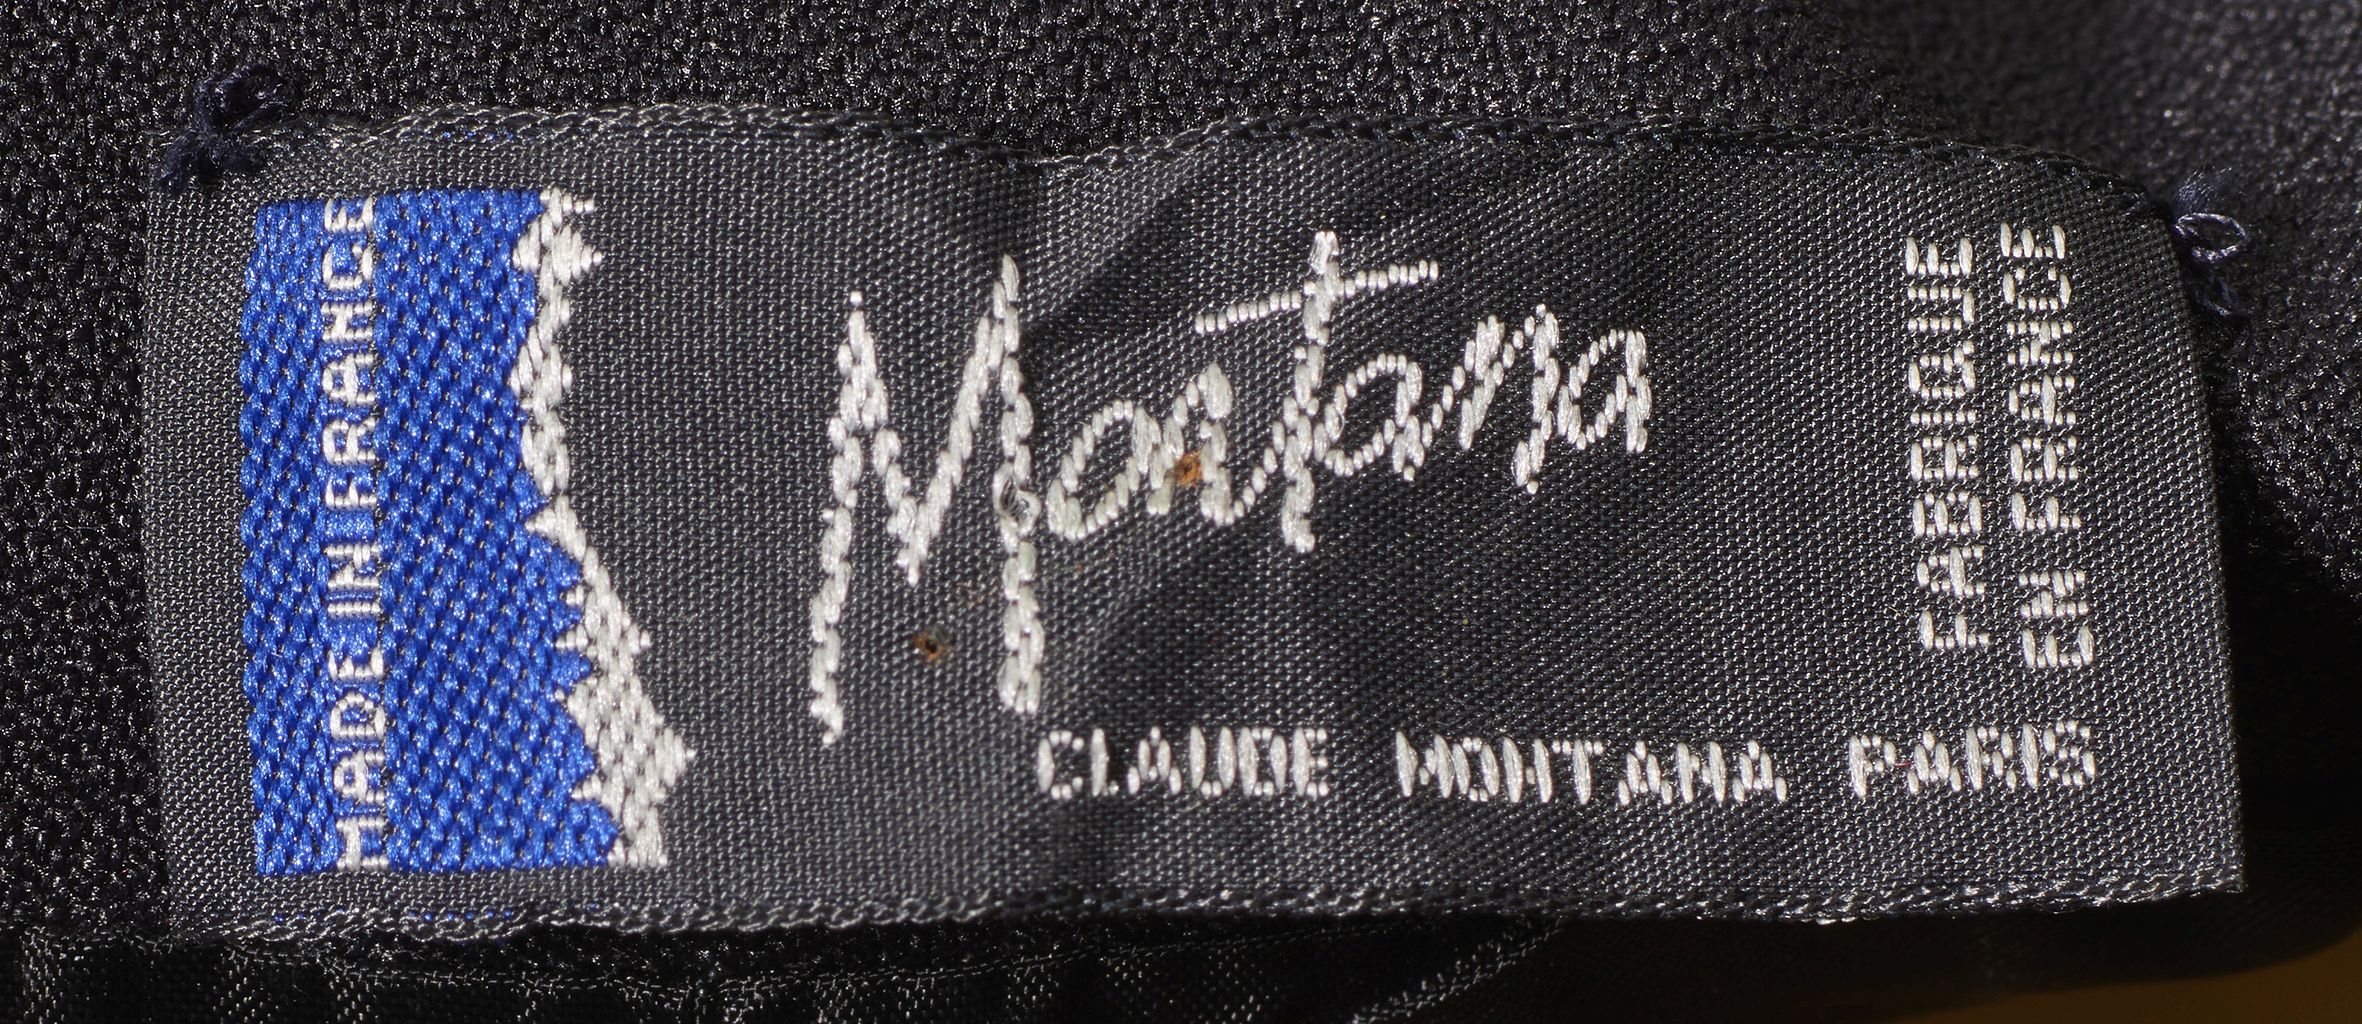 MADE IN FRANCE
Montana
CLAUDE MONTANA PARIS
FABRIQUE
EN FRANCE